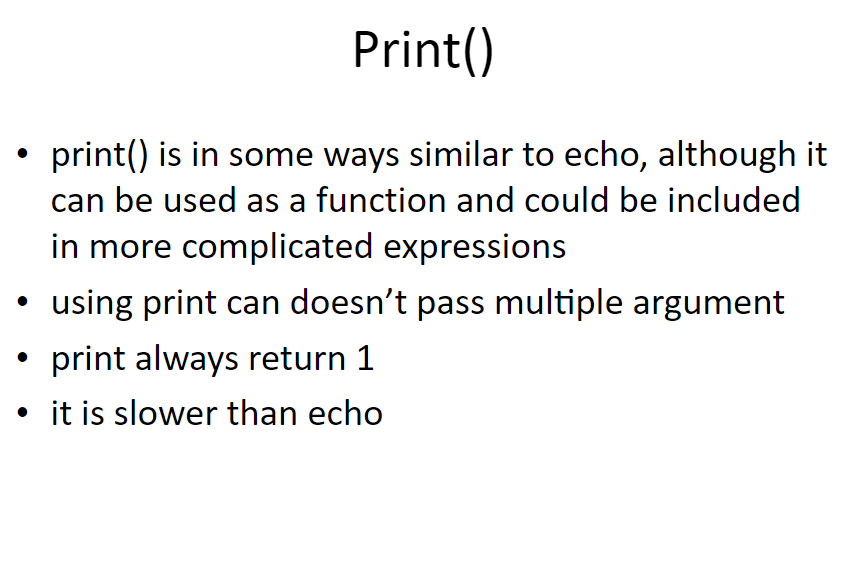 Print()
• print() is in some ways similar to echo, although it
can be used as a function and could be included
in more complicated expressions
• using print can doesn’t pass multiple argument
• print always return 1
• it is slower than echo